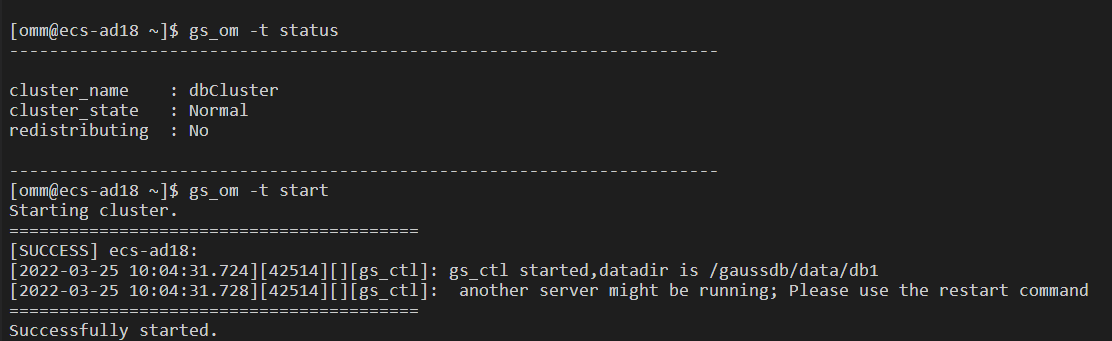 [omm@ecs-ad18 ~]$ gs_om -t status
-----------------------------------------------------------------------
cluster_name    : dbCluster
cluster_state   : Normal
redistributing  : No
-----------------------------------------------------------------------
[omm@ecs-ad18 ~]$ gs_om -t start
Starting cluster.
=========================================
[SUCCESS] ecs-ad18:
[2022-03-25 10:04:31.724][42514][][gs_ctl]: gs_ctl started,datadir is /gaussdb/data/db1
[2022-03-25 10:04:31.728][42514][][gs_ctl]:  another server might be running; Please use the restart command
=========================================
Successfully started.